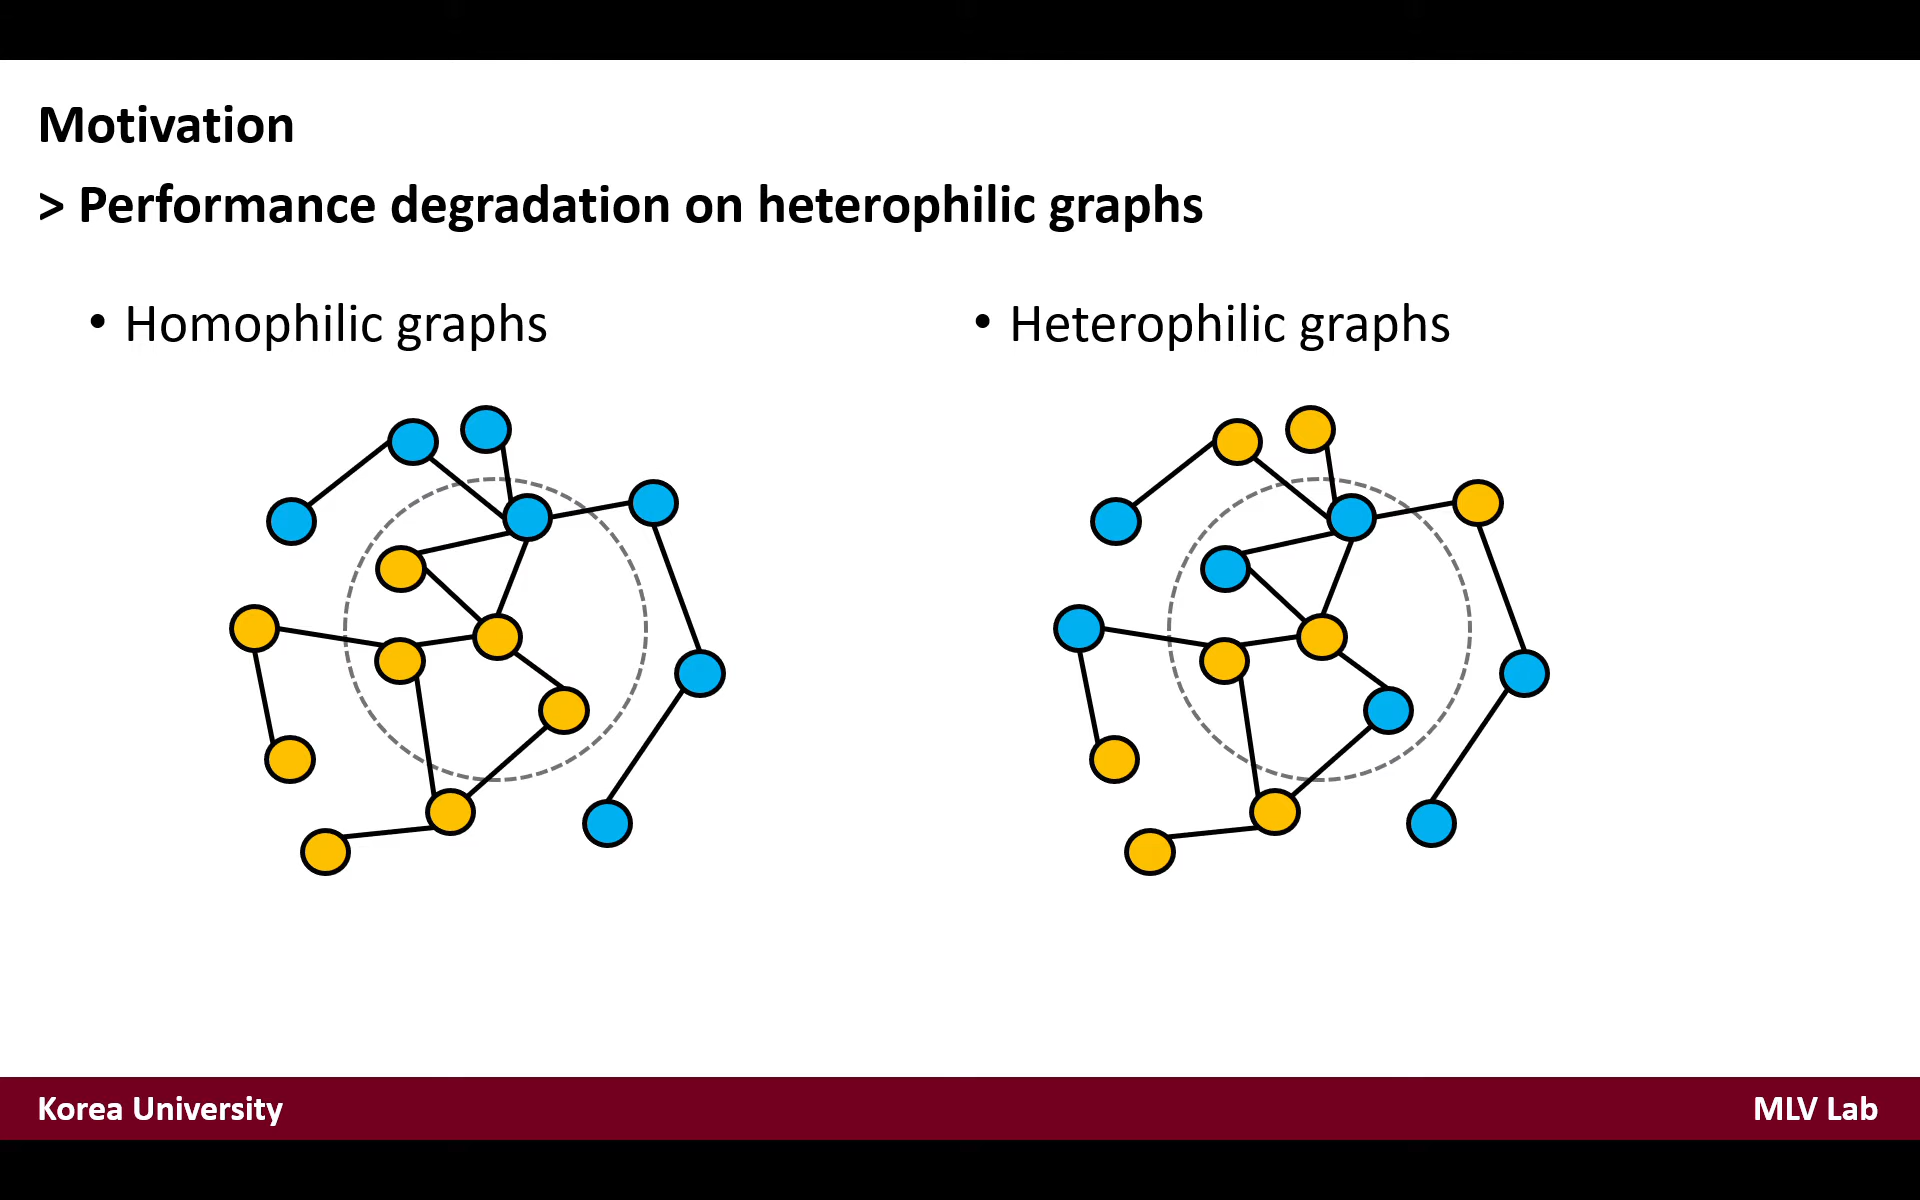 Motivation
> Performance degradation on heterophilic graphs
• Homophilic graphs
• Heterophilic graphs
Korea University
MLV Lab